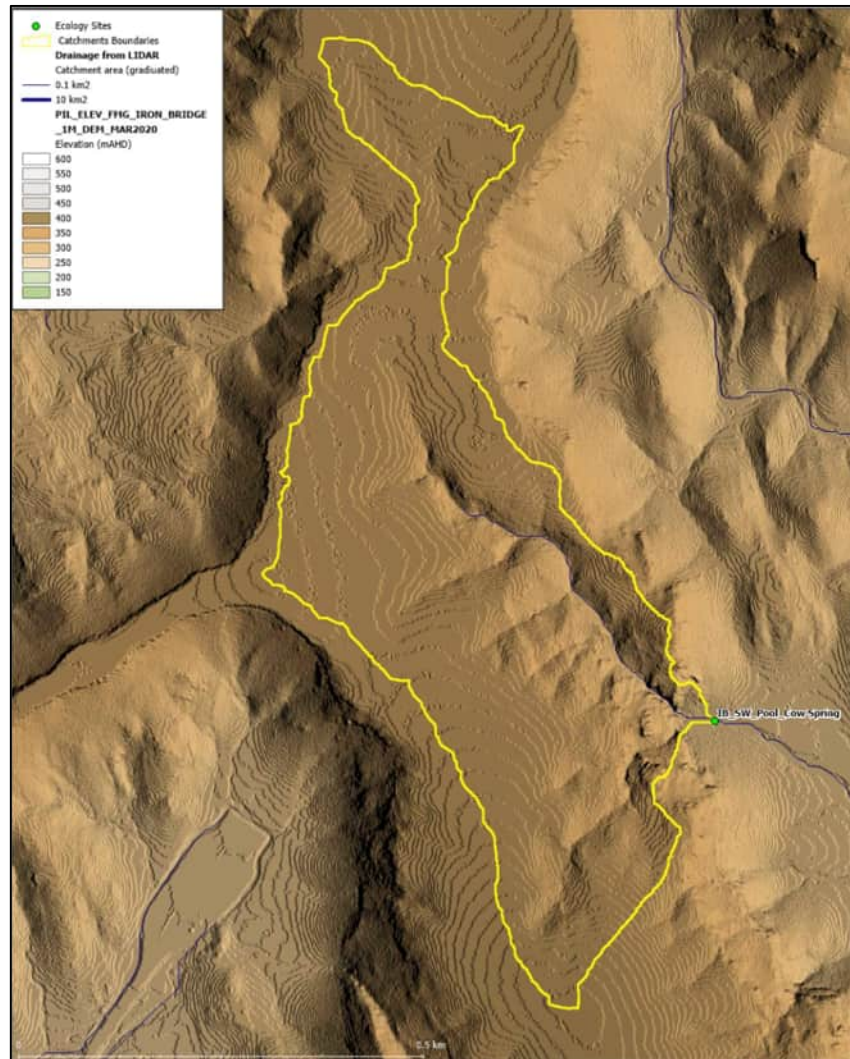 Ecology Sites
Catchments Boundaries
Drainage from LIDAR
Catchment area (graduated)
0.1 km2
10 km2
PIL_ELEV_FMG_IRON_BRIDGE
_1M_DEM_MAR2020
Elevation (mAHD)
600
550
500
450
400
350
300
250
200
150
IB_SW_Pool_Cow Spring
0
0.5 km